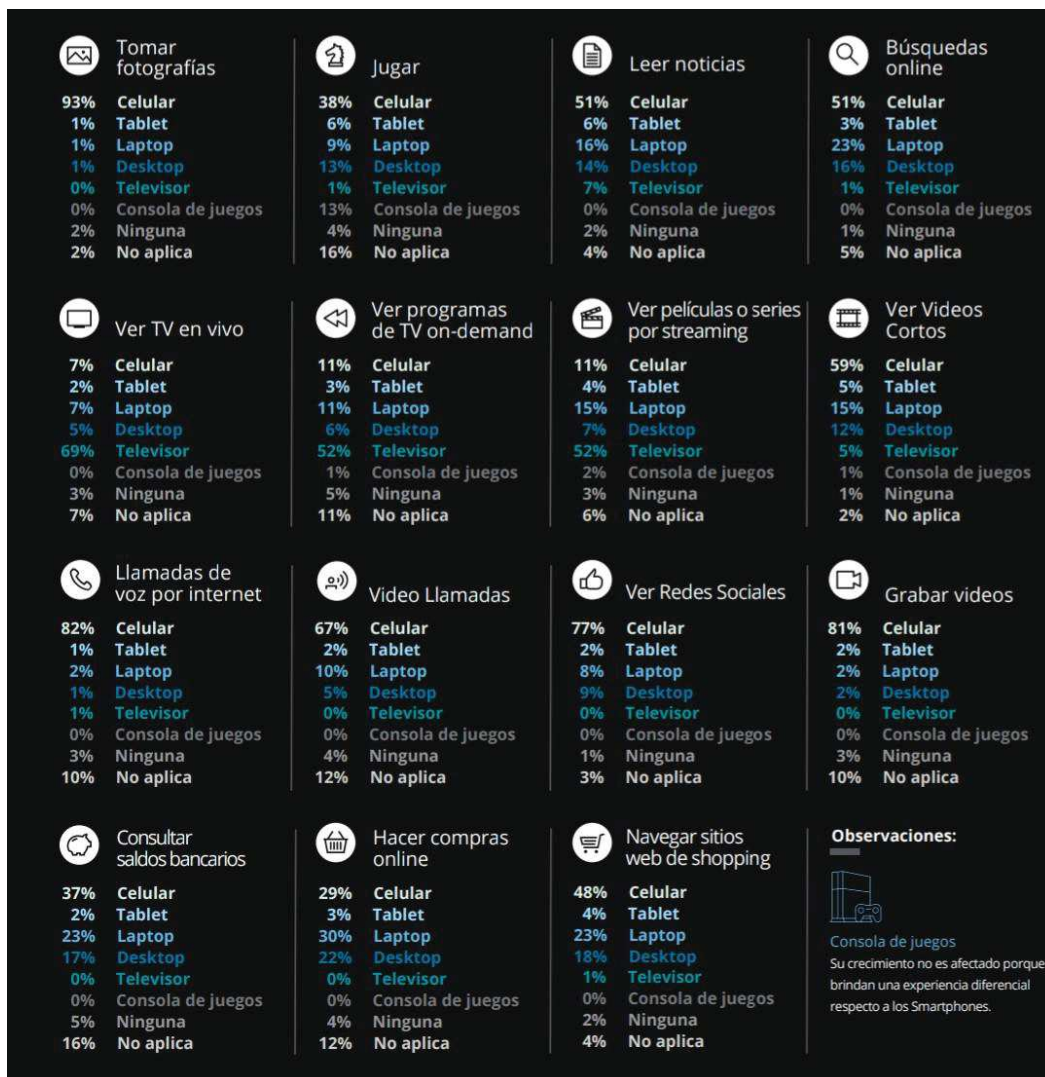 Tomar
fotografías
93% Celular
1% Tablet
1% Laptop
1% Desktop
0% Televisor
0% Consola de juegos
2% Ninguna
2% No aplica
Jugar
38% Celular
6% Tablet
9% Laptop
13% Desktop
1% Televisor
13% Consola de juegos
4% Ninguna
16% No aplica
Leer noticias
51% Celular
6% Tablet
16% Laptop
14% Desktop
7% Televisor
0% Consola de juegos
2% Ninguna
4% No aplica
Búsquedas
online
51% Celular
3% Tablet
23% Laptop
16% Desktop
1% Televisor
0% Consola de juegos
1% Ninguna
5% No aplica
Ver TV en vivo
7% Celular
2% Tablet
7% Laptop
5% Desktop
69% Televisor
0% Consola de juegos
3% Ninguna
7% No aplica
Ver programas
de TV on-demand
11% Celular
3% Tablet
11% Laptop
6% Desktop
52% Televisor
1% Consola de juegos
5% Ninguna
11% No aplica
Ver películas o series
por streaming
11% Celular
4% Tablet
15% Laptop
7% Desktop
52% Televisor
2% Consola de juegos
3% Ninguna
6% No aplica
Ver Videos
Cortos
59% Celular
5% Tablet
15% Laptop
12% Desktop
5% Televisor
1% Consola de juegos
1% Ninguna
2% No aplica
Llamadas de
voz por internet
82% Celular
1% Tablet
2% Laptop
1% Desktop
1% Televisor
0% Consola de juegos
3% Ninguna
10% No aplica
Video Llamadas
67% Celular
2% Tablet
10% Laptop
5% Desktop
0% Televisor
0% Consola de juegos
4% Ninguna
12% No aplica
Ver Redes Sociales
77% Celular
2% Tablet
8% Laptop
9% Desktop
0% Televisor
0% Consola de juegos
1% Ninguna
3% No aplica
Grabar videos
81% Celular
2% Tablet
2% Laptop
2% Desktop
0% Televisor
0% Consola de juegos
3% Ninguna
10% No aplica
Consultar
saldos bancarios
37% Celular
2% Tablet
23% Laptop
17% Desktop
0% Televisor
0% Consola de juegos
5% Ninguna
16% No aplica
Hacer compras
online
29% Celular
3% Tablet
30% Laptop
22% Desktop
0% Televisor
0% Consola de juegos
4% Ninguna
12% No aplica
Navegar sitios
web de shopping
48% Celular
4% Tablet
23% Laptop
18% Desktop
1% Televisor
0% Consola de juegos
2% Ninguna
4% No aplica
Observaciones:
Consola de juegos
Su crecimiento no es afectado porque
brindan una experiencia diferencial
respecto a los Smartphones.